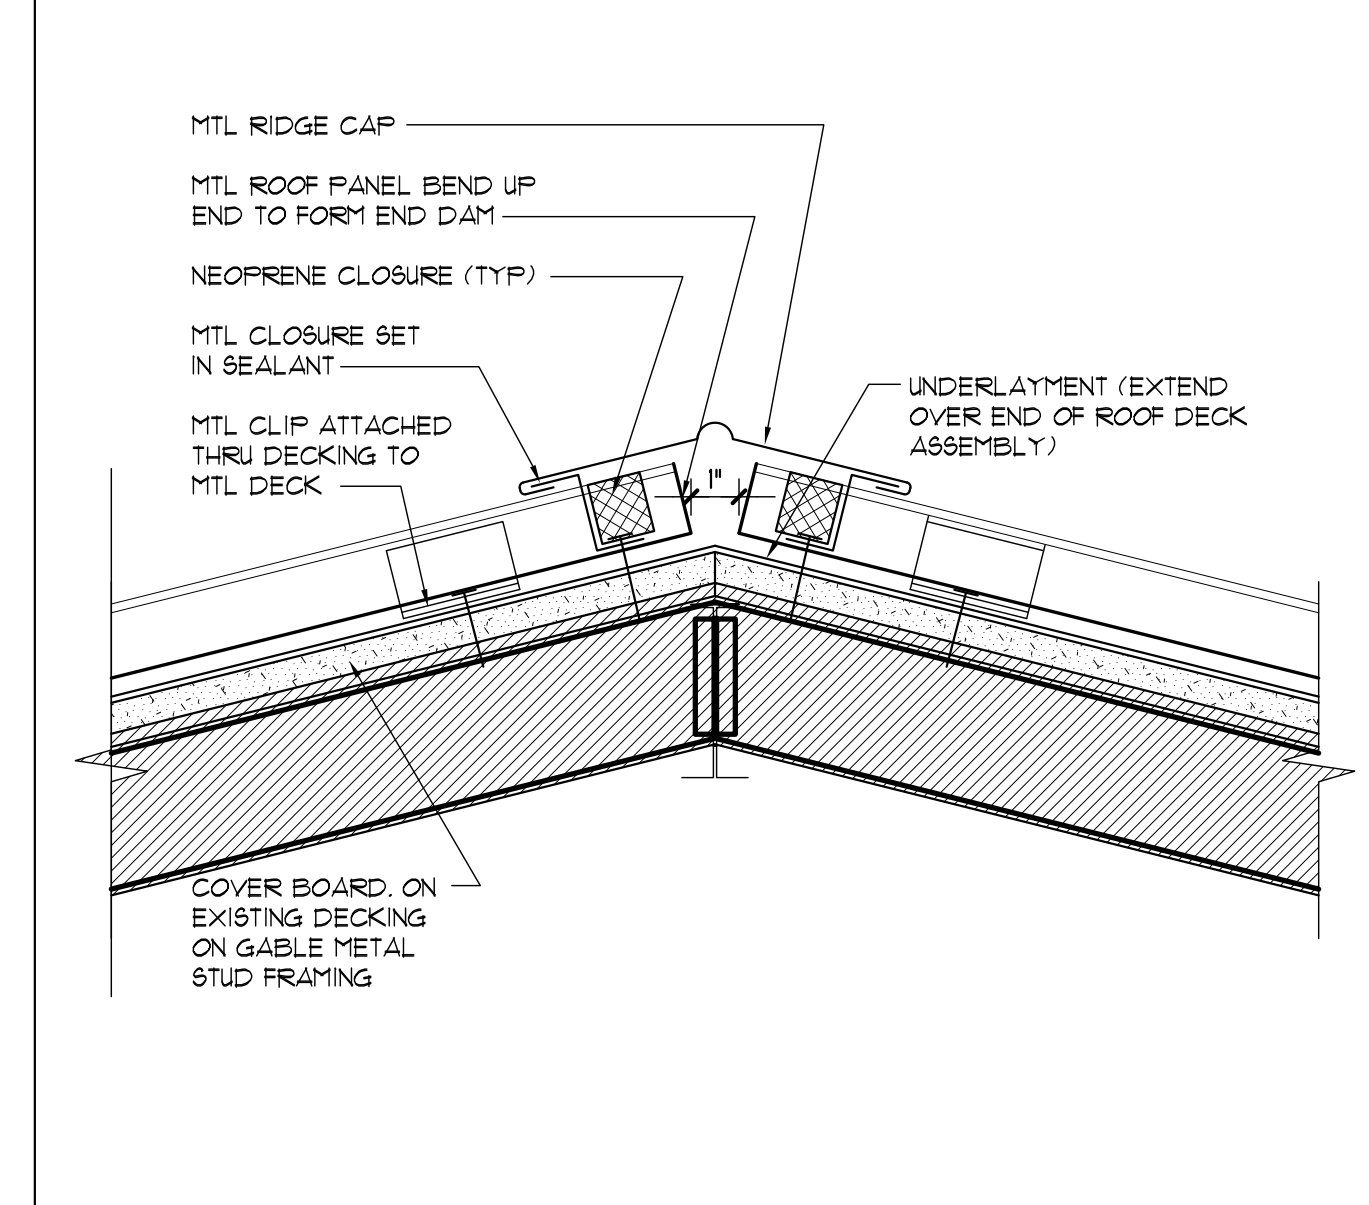 MTL RIDGE CAP
MTL ROOF PANEL BEND UP
END TO FORM END DAM
NEOPRENE CLOSURE (TYP)
MTL CLOSURE SET
IN SEALANT
MTL CLIP ATTACHED
THRU DECKING TO
MTL DECK
1"
UNDERLAYMENT (EXTEND
OVER END OF ROOF DECK
ASSEMBLY)
COVER BOARD. ON
EXISTING DECKING
ON GABLE METAL
STUD FRAMING